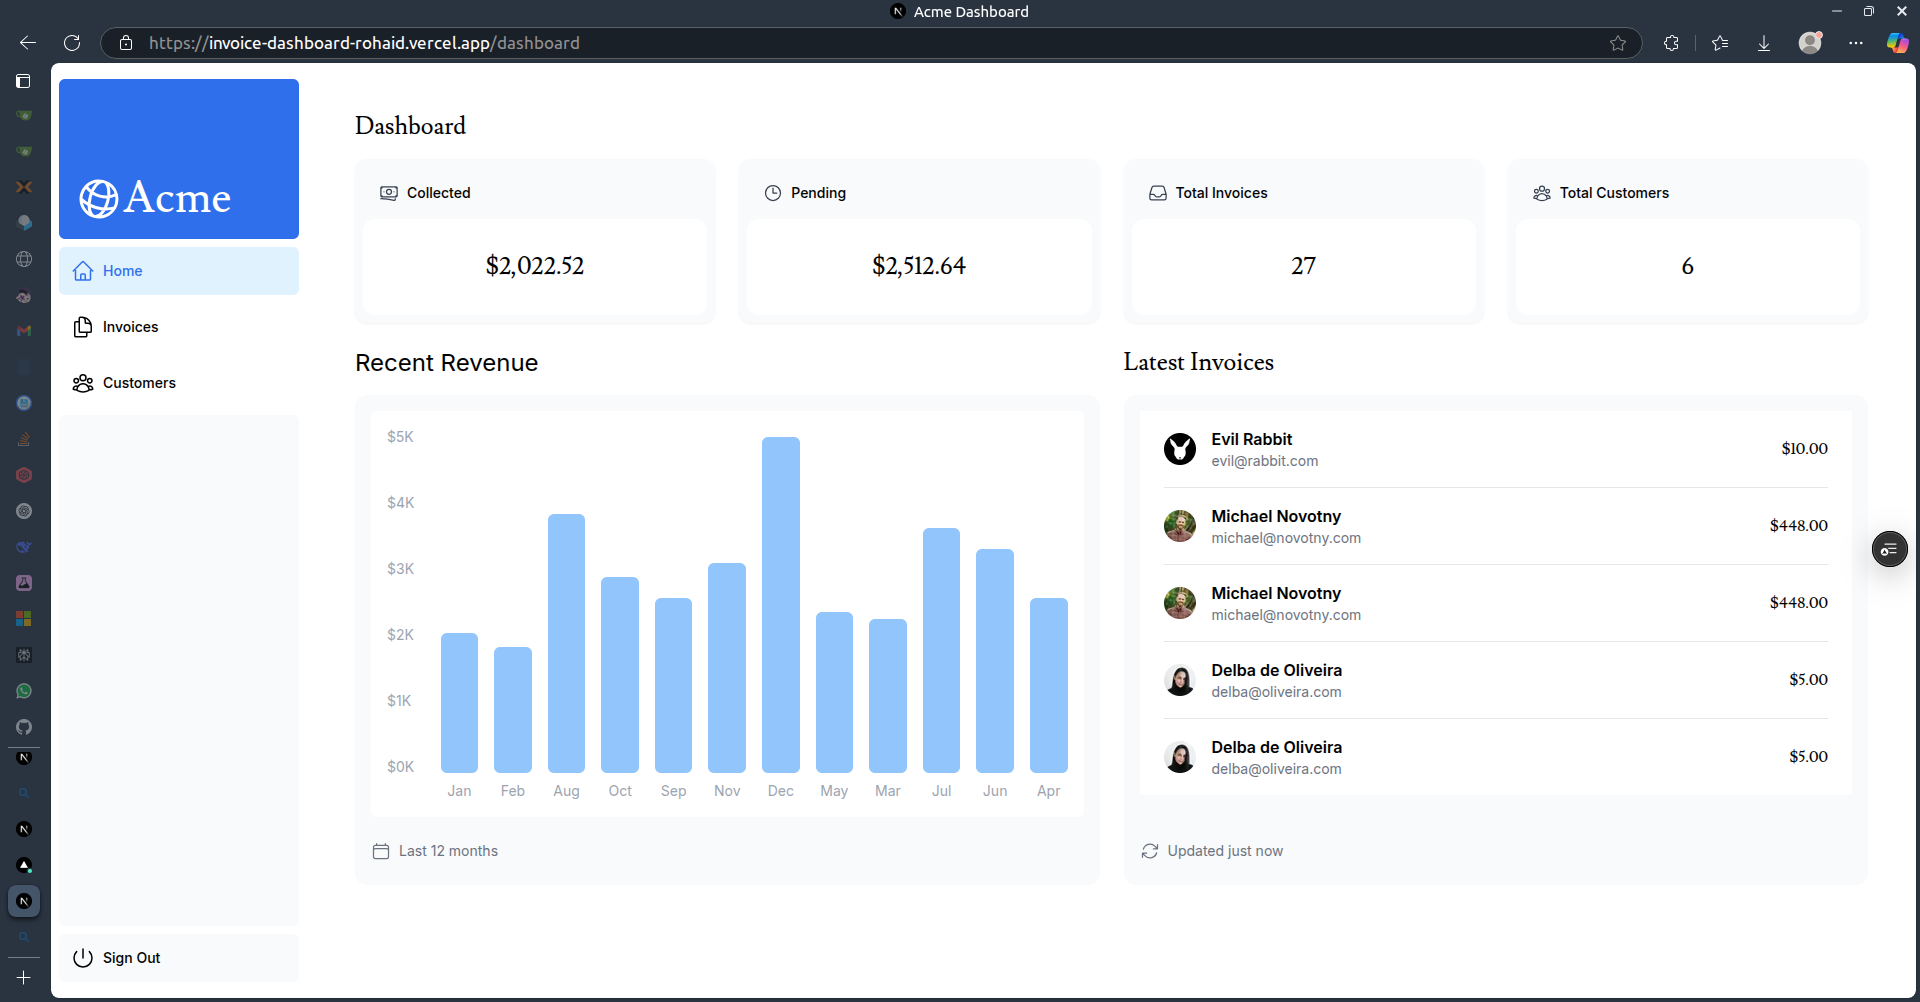 Acme Dashboard
https://invoice-dashboard-rohaid.vercel.app/dashboard
Acme
Home
Invoices
Customers
Sign Out
Dashboard
Collected
$2,022.52
Pending
$2,512.64
Total Invoices
27
Total Customers
6
Recent Revenue
$5K
$4K
$3K
$2K
$1K
$0K
Jan Feb Aug Oct Sep Nov Dec May Mar Jul Jun Apr
Last 12 months
Latest Invoices
Evil Rabbit
evil@rabbit.com
$10.00
Michael Novotny
michael@novotny.com
$448.00
Michael Novotny
michael@novotny.com
$448.00
Delba de Oliveira
delba@oliveira.com
$5.00
Delba de Oliveira
delba@oliveira.com
$5.00
Updated just now